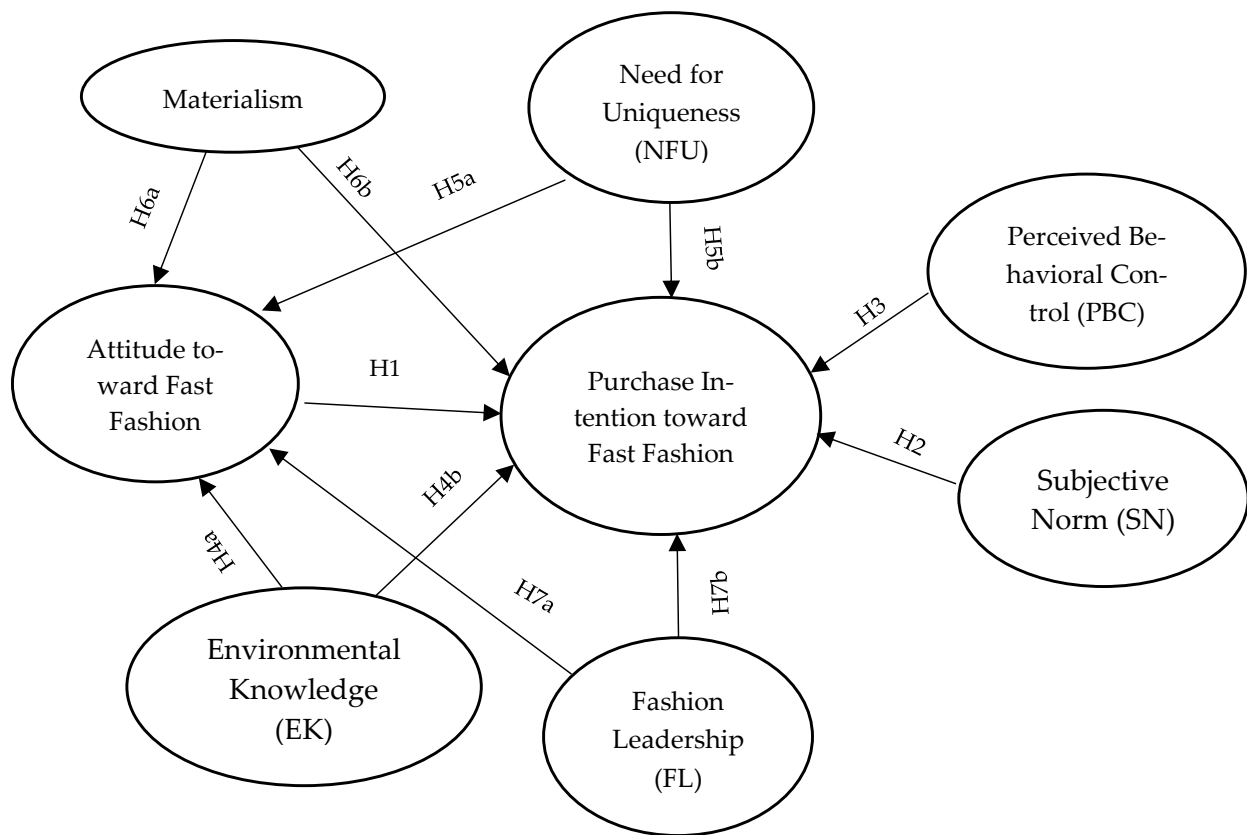 Materialism
Need for
Uniqueness
(NFU)
H6a
H6b
H5a
H5b
Perceived Be-
havioral Con-
trol (PBC)
H3
Attitude to-
ward Fast
Fashion
H1
Purchase In-
tention toward
Fast Fashion
H2
Subjective
Norm (SN)
H4a
H4b
H7a
H7b
Environmental
Knowledge
(EK)
Fashion
Leadership
(FL)